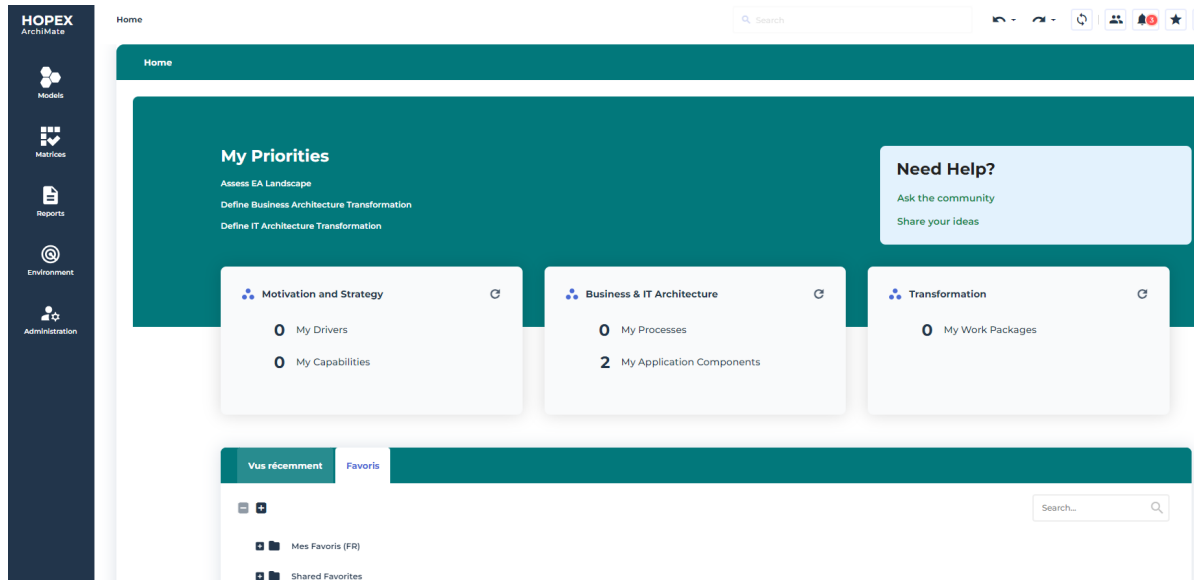 HOPEX
ArchiMate
Home
Search
3
Models
Matrices
Reports
Environment
Administration
Home
My Priorities
Assess EA Landscape
Define Business Architecture Transformation
Define IT Architecture Transformation
Need Help?
Ask the community
Share your ideas
Motivation and Strategy
0 My Drivers
0 My Capabilities
Business & IT Architecture
0 My Processes
2 My Application Components
Transformation
0 My Work Packages
Vus récemment
Favoris
Search...
Mes Favoris (FR)
Shared Favorites